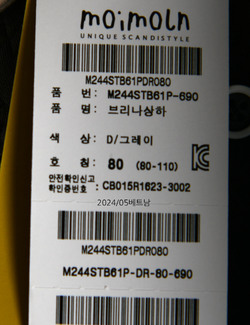 moimoln
UNIQUE SCANDISTYLE
M244STB61PDR080
품 번: M244STB61P-690
품 명: 브리나상하
색 상: D/그레이
호 칭: 80 (80-110)
안전확인신고
확인증번호 : CB015R1623-3002
2024/05베트남
M244STB61PDR080
M244STB61P-DR-80-690